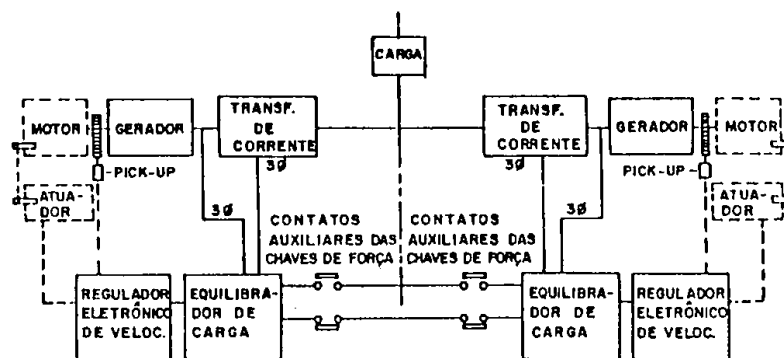 CARGA
MOTOR
GERADOR
TRANSF.
DE
CORRENTE
3Ø
PICK-UP
ATUA-
DOR
3Ø
CONTATOS
AUXILIARES DAS
CHAVES DE FORÇA
REGULADOR
ELETRÔNICO
DE VELOC.
EQUILIBRA-
DOR DE
CARGA
TRANSF.
DE
CORRENTE
3Ø
GERADOR
MOTOR
PICK-UP
ATUA-
DOR
3Ø
CONTATOS
AUXILIARES DAS
CHAVES DE FORÇA
EQUILIBRA-
DOR DE
CARGA
REGULADOR
ELETRÔNICO
DE VELOC.